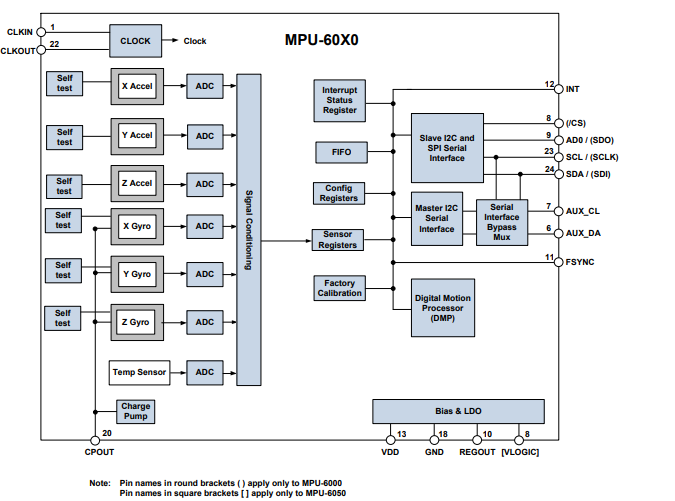 MPU-60X0
CLKIN
1
CLKOUT
22
CLOCK
Clock
Self
test
X Accel
ADC
Self
test
Y Accel
ADC
Self
test
Z Accel
ADC
Self
test
X Gyro
ADC
Self
test
Y Gyro
ADC
Self
test
Z Gyro
ADC
Temp Sensor
ADC
Charge
Pump
20
CPOUT
Signal Conditioning
Interrupt
Status
Register
FIFO
Config
Registers
Sensor
Registers
Factory
Calibration
Slave I2C and
SPI Serial
Interface
Master I2C
Serial
Interface
Serial
Interface
Bypass
Mux
Digital Motion
Processor
(DMP)
12
INT
8
(/CS)
9
AD0 / (SDO)
23
SCL / (SCLK)
24
SDA / (SDI)
7
AUX_CL
6
AUX_DA
11
FSYNC
Bias & LDO
13
18
10
8
VDD
GND
REGOUT
[VLOGIC]
Note: Pin names in round brackets ( ) apply only to MPU-6000
Pin names in square brackets [ ] apply only to MPU-6050